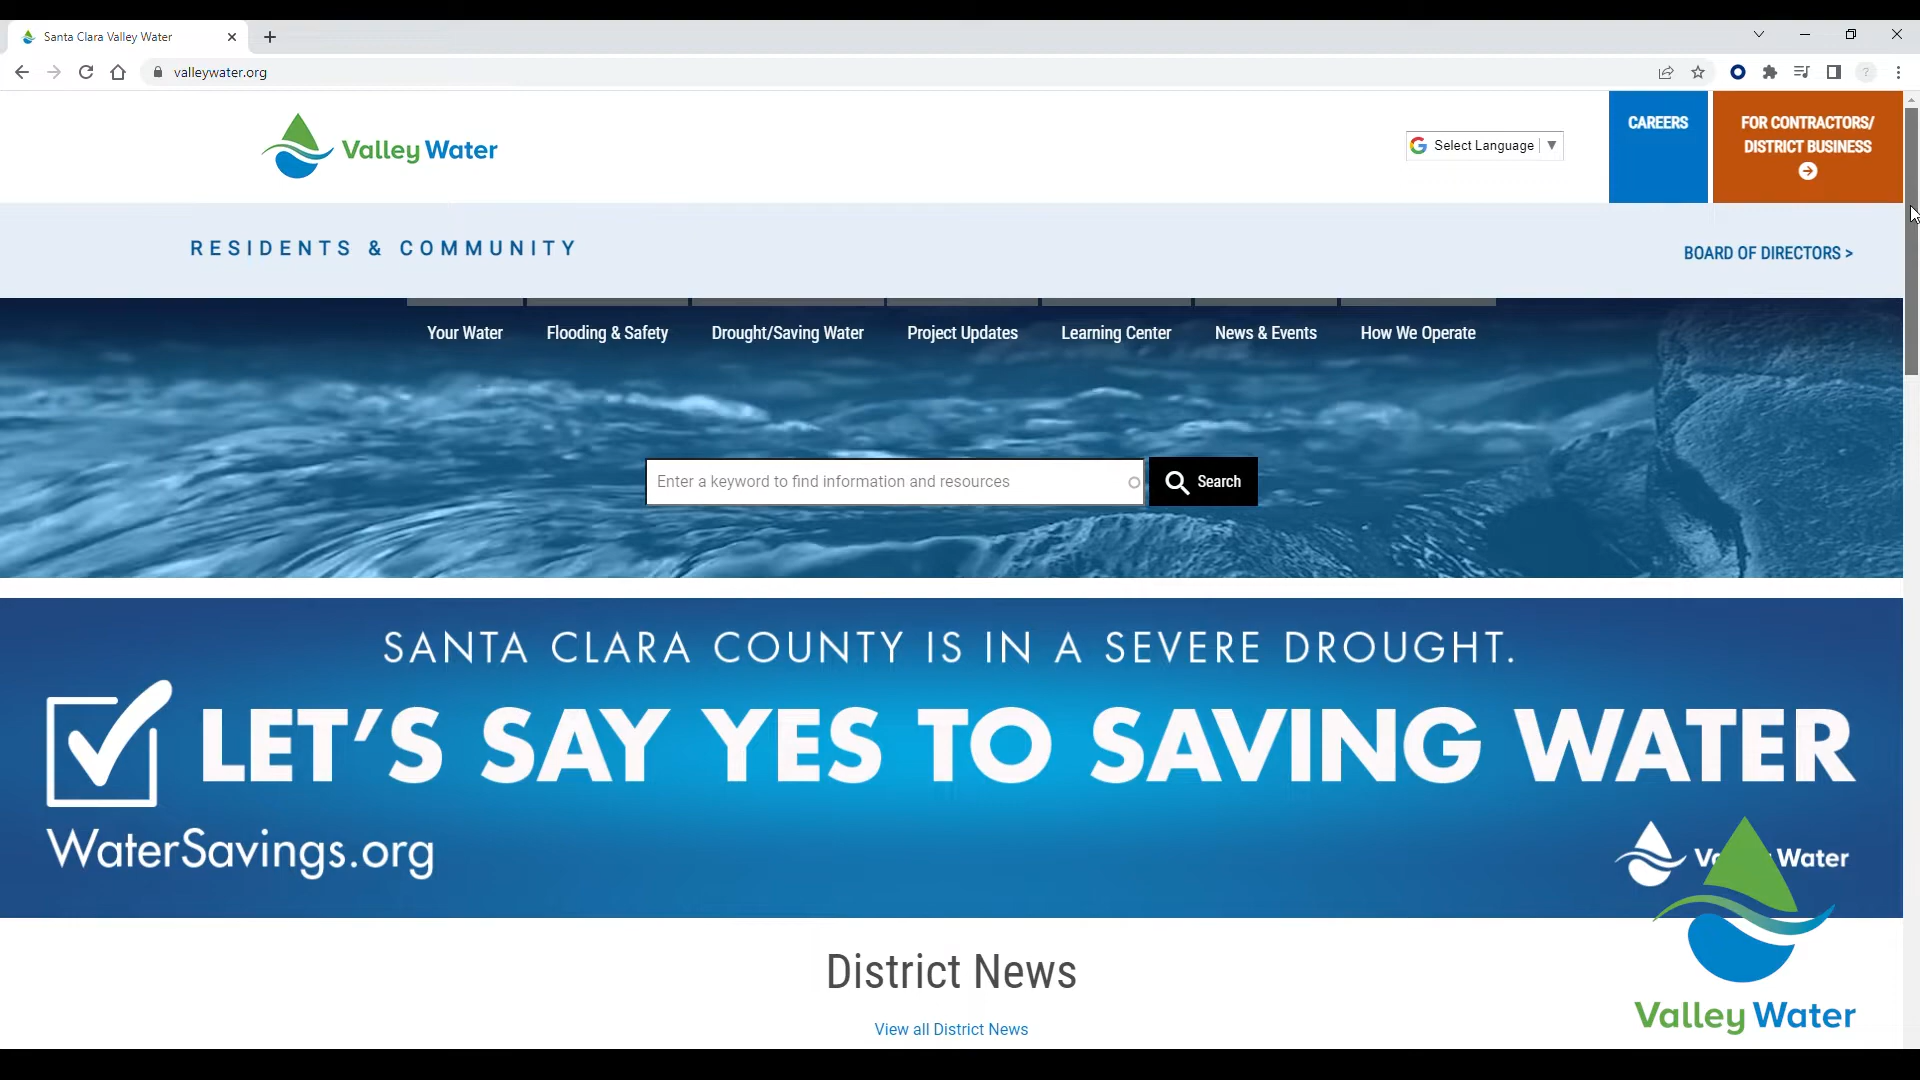 Santa Clara Valley Water
valleywater.org
Valley Water
Select Language
CAREERS
FOR CONTRACTORS/
DISTRICT BUSINESS
RESIDENTS & COMMUNITY
BOARD OF DIRECTORS >
Your Water
Flooding & Safety
Drought/Saving Water
Project Updates
Learning Center
News & Events
How We Operate
Enter a keyword to find information and resources
Search
SANTA CLARA COUNTY IS IN A SEVERE DROUGHT.
LET'S SAY YES TO SAVING WATER
WaterSavings.org
Water
District News
View all District News
Valley Water